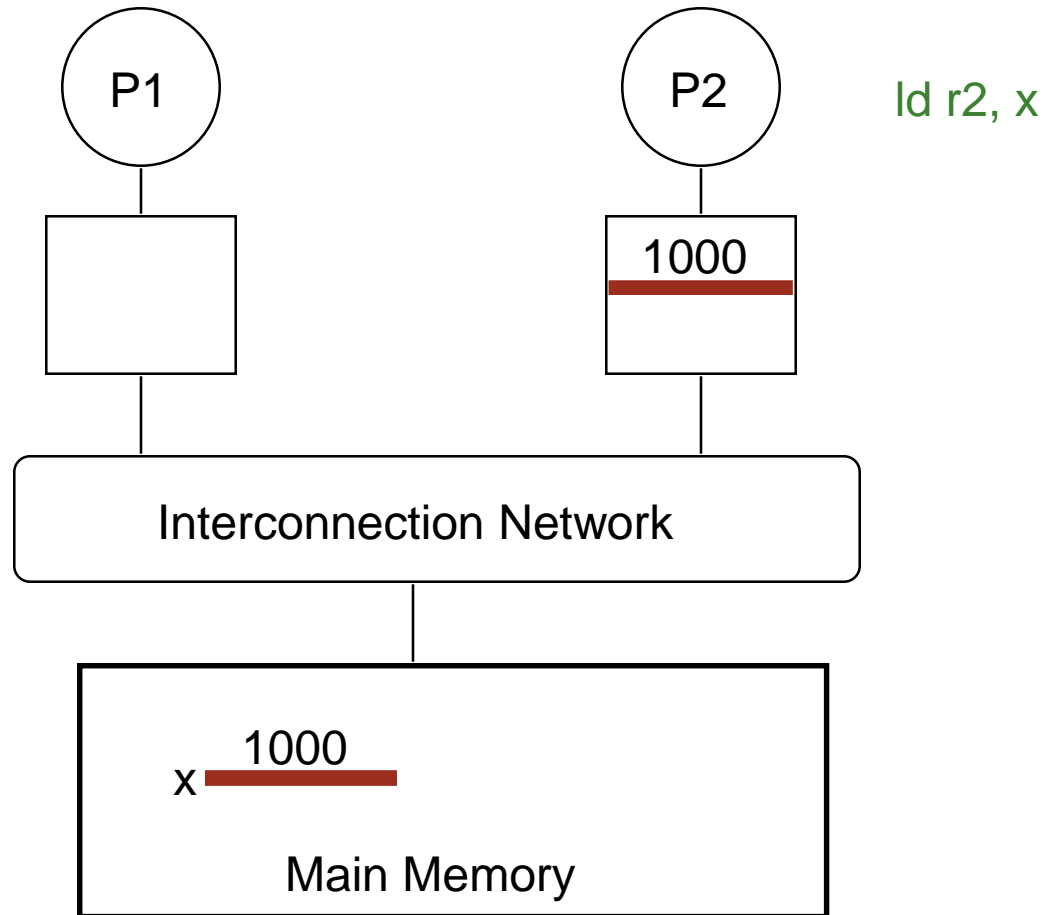 P1
P2
ld r2, x
1000
Interconnection Network
1000
x
Main Memory